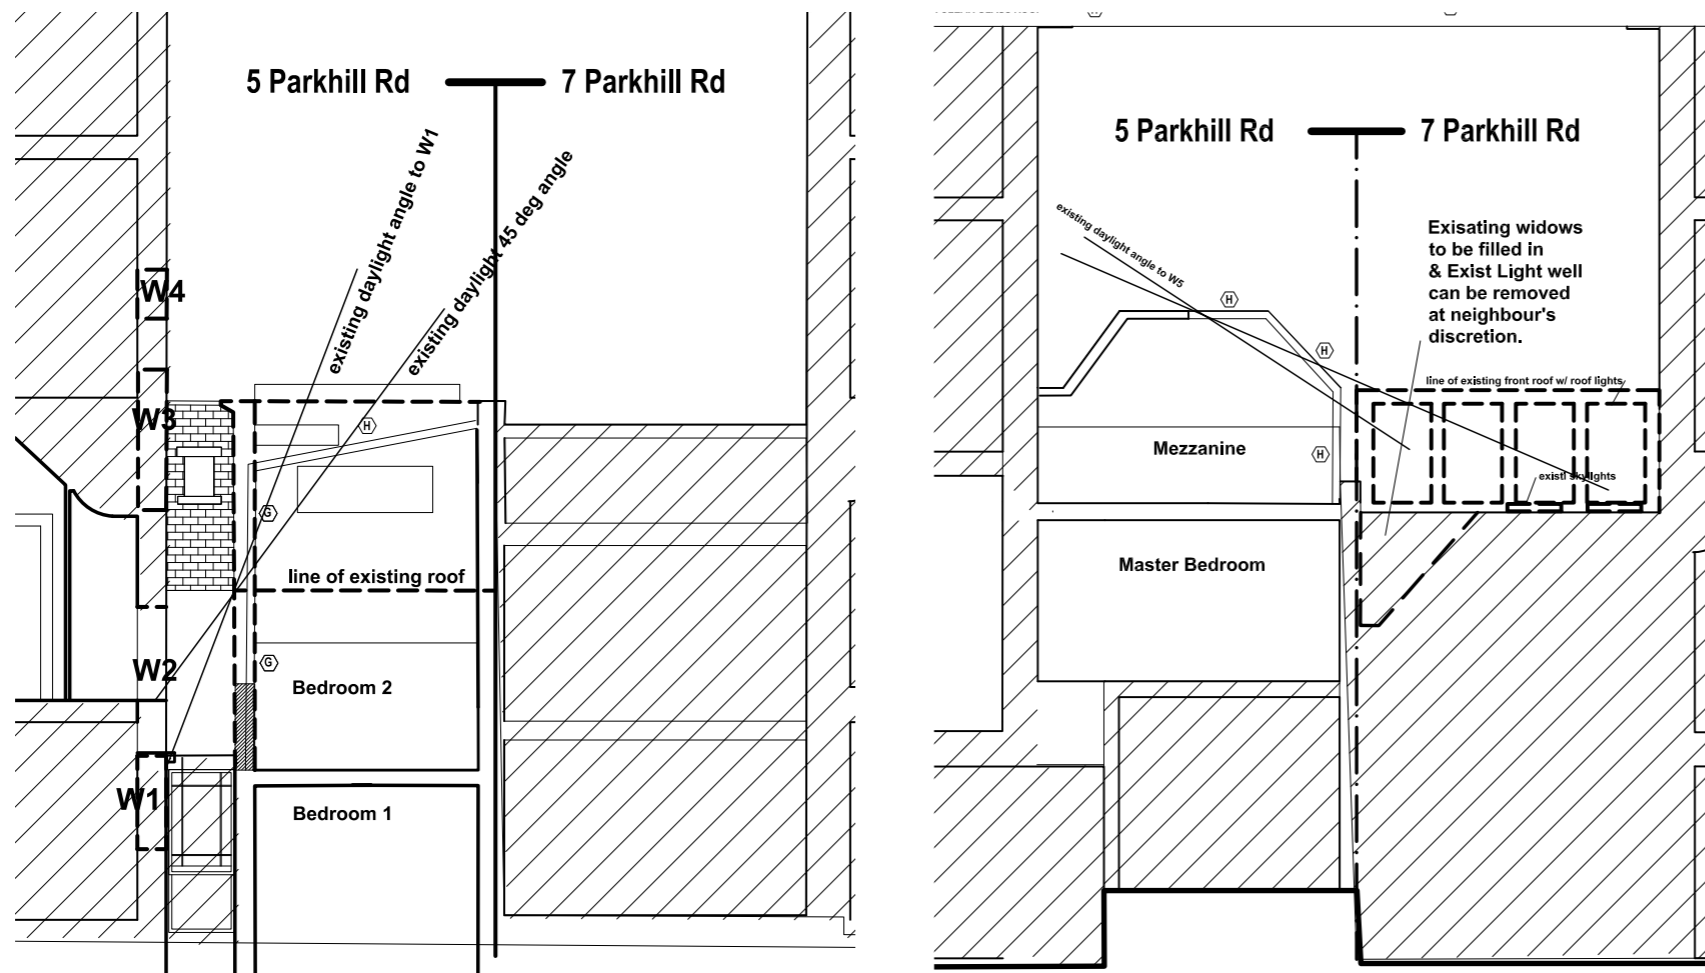 5 Parkhill Rd
7 Parkhill Rd
existing daylight angle to W1
existing daylight 45 deg angle
W4
W3
H
G
line of existing roof
W2
G
Bedroom 2
W1
Bedroom 1
H
5 Parkhill Rd
7 Parkhill Rd
existing daylight angle to W5
Exisating widows
to be filled in
& Exist Light well
can be removed
at neighbour's
discretion.
H
H
line of existing front roof w/ roof lights
Mezzanine
H
existl skylights
Master Bedroom